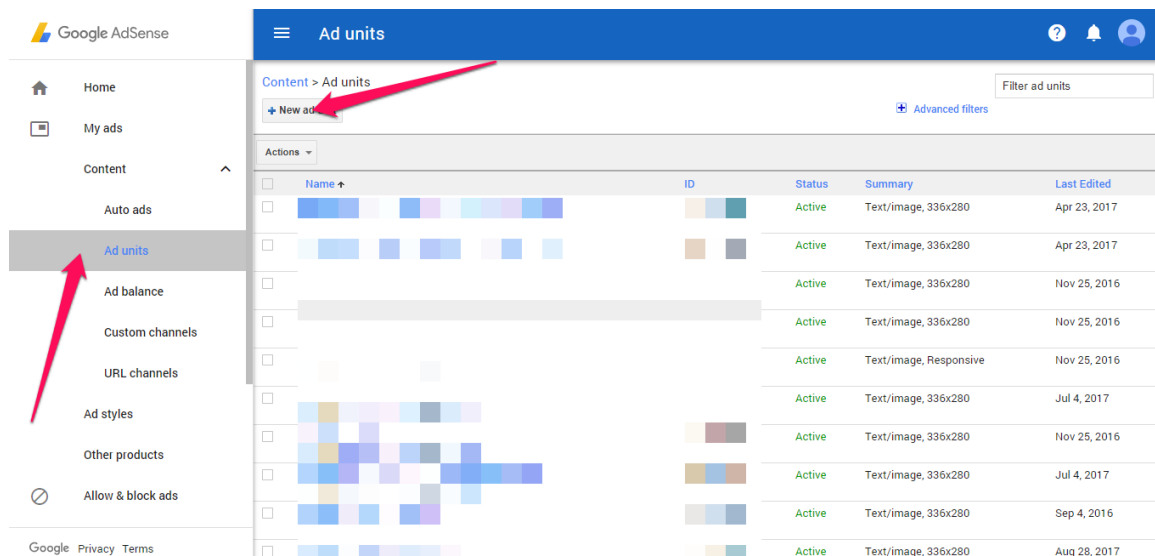 Google AdSense
Ad units
Home
My ads
Content
Auto ads
Ad units
Ad balance
Custom channels
URL channels
Ad styles
Other products
Allow & block ads
Google Privacy Terms
Content > Ad units
Filter ad units
+ New ad
Advanced filters
Actions
Name ID Status Summary Last Edited
Active Text/image, 336x280 Apr 23, 2017
Active Text/image, 336x280 Apr 23, 2017
Active Text/image, 336x280 Nov 25, 2016
Active Text/image, 336x280 Nov 25, 2016
Active Text/image, Responsive Nov 25, 2016
Active Text/image, 336x280 Jul 4, 2017
Active Text/image, 336x280 Nov 25, 2016
Active Text/image, 336x280 Jul 4, 2017
Active Text/image, 336x280 Sep 4, 2016
Active Text/image, 336x280 Aug 28, 2017